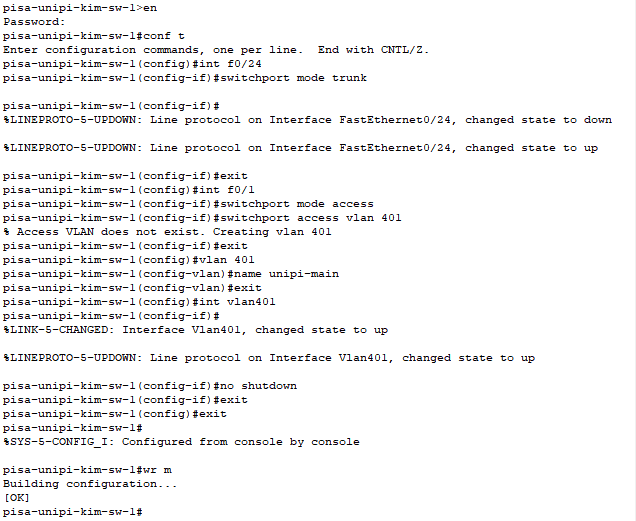 pisa-unipi-kim-sw-1>en
Password:
pisa-unipi-kim-sw-1#conf t
Enter configuration commands, one per line.  End with CNTL/Z.
pisa-unipi-kim-sw-1(config)#int f0/24
pisa-unipi-kim-sw-1(config-if)#switchport mode trunk
pisa-unipi-kim-sw-1(config-if)#
%LINEPROTO-5-UPDOWN: Line protocol on Interface FastEthernet0/24, changed state to down
%LINEPROTO-5-UPDOWN: Line protocol on Interface FastEthernet0/24, changed state to up
pisa-unipi-kim-sw-1(config-if)#exit
pisa-unipi-kim-sw-1(config)#int f0/1
pisa-unipi-kim-sw-1(config-if)#switchport mode access
pisa-unipi-kim-sw-1(config-if)#switchport access vlan 401
% Access VLAN does not exist. Creating vlan 401
pisa-unipi-kim-sw-1(config-if)#exit
pisa-unipi-kim-sw-1(config)#vlan 401
pisa-unipi-kim-sw-1(config-vlan)#name unipi-main
pisa-unipi-kim-sw-1(config-vlan)#exit
pisa-unipi-kim-sw-1(config)#int vlan401
pisa-unipi-kim-sw-1(config-if)#
%LINK-5-CHANGED: Interface Vlan401, changed state to up
%LINEPROTO-5-UPDOWN: Line protocol on Interface Vlan401, changed state to up
pisa-unipi-kim-sw-1(config-if)#no shutdown
pisa-unipi-kim-sw-1(config-if)#exit
pisa-unipi-kim-sw-1(config)#exit
pisa-unipi-kim-sw-1#
%SYS-5-CONFIG_I: Configured from console by console
pisa-unipi-kim-sw-1#wr m
Building configuration...
[OK]
pisa-unipi-kim-sw-1#